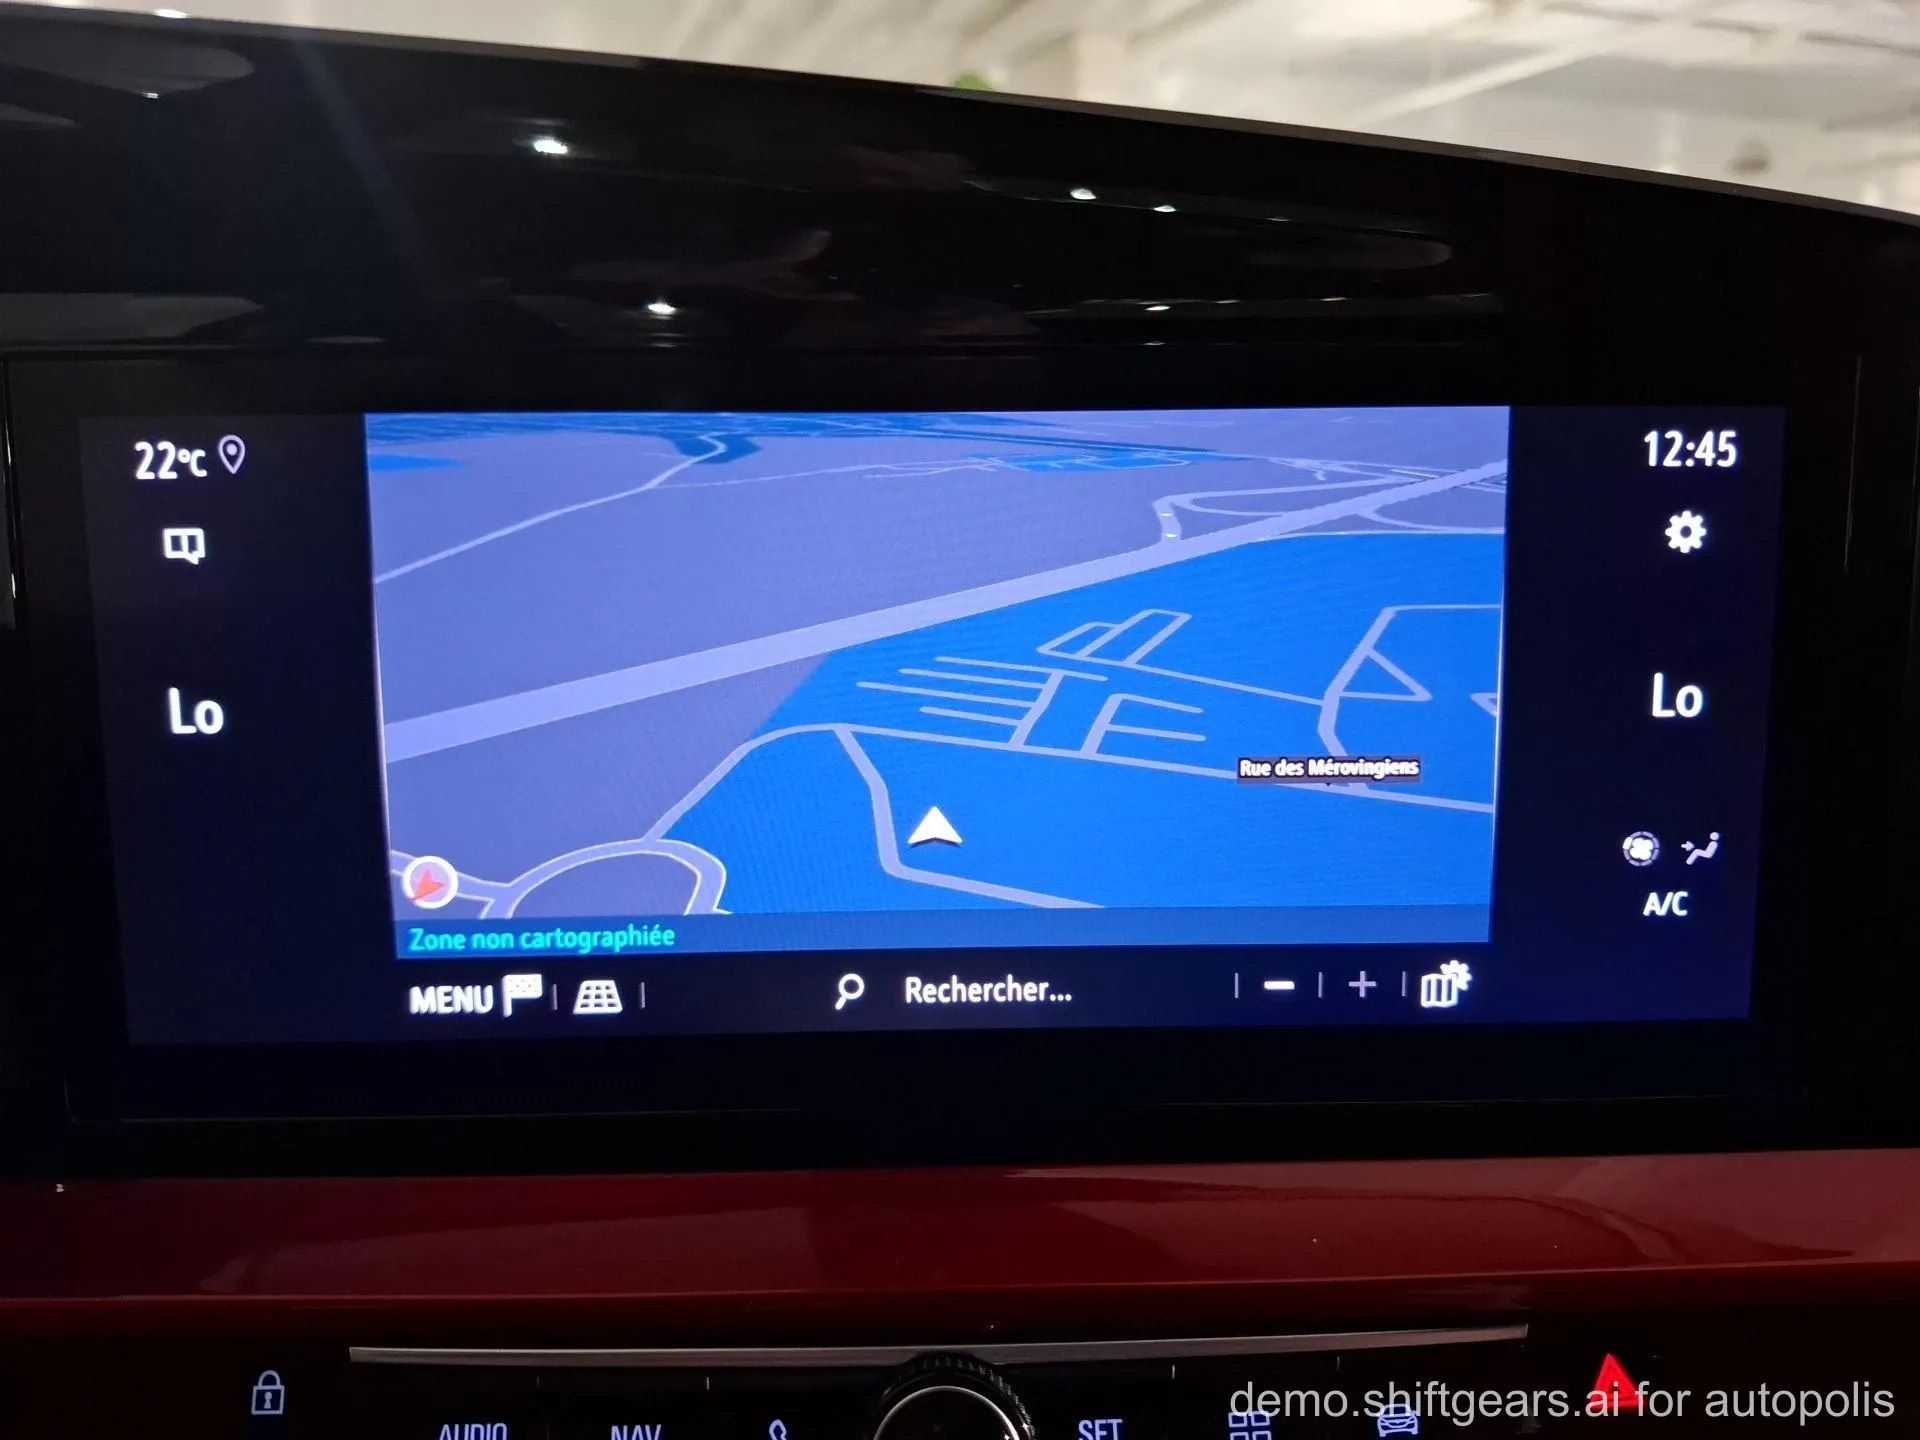 22°C
12:45
Lo
Lo
Rue des Mérovingiens
A/C
Zone non cartographiée
MENU
Rechercher...
AUDIO
NAV
SET
demo.shiftgears.ai for autopolis